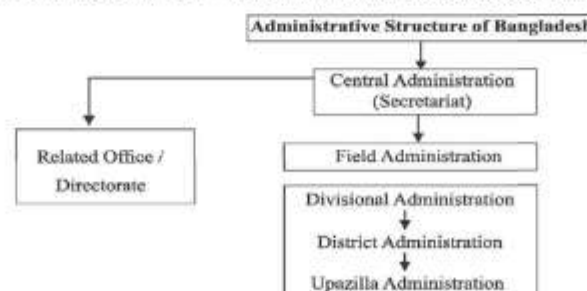 Administrative Structure of Bangladesh
Central Administration
(Secretariat)
Related Office /
Directorate
Field Administration
Divisional Administration
District Administration
Upazilla Administration